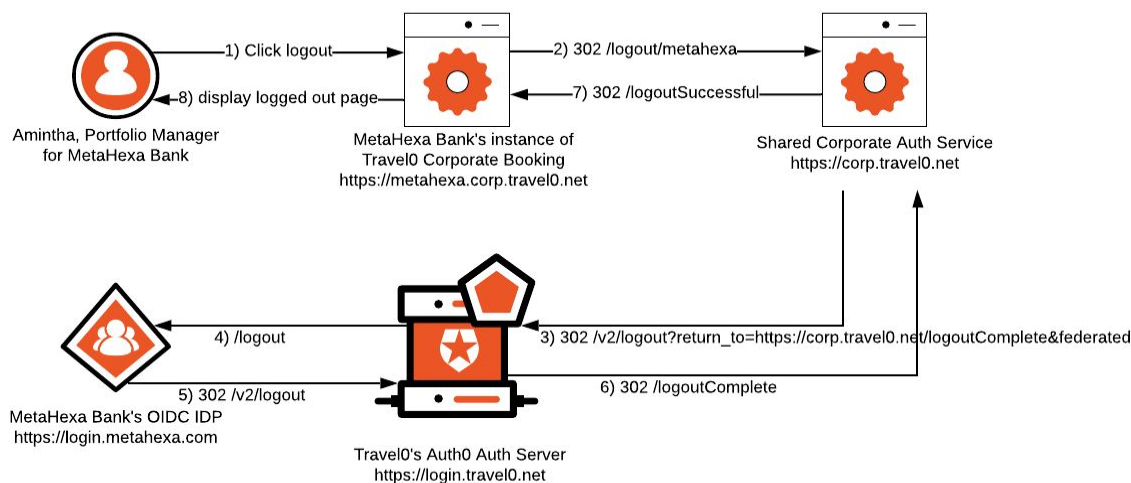 1) Click logout
2) 302 /logout/metahexa
8) display logged out page
7) 302 /logoutSuccessful
Amintha, Portfolio Manager
for MetaHexa Bank
MetaHexa Bank's instance of
Travel0 Corporate Booking
https://metahexa.corp.travel0.net
Shared Corporate Auth Service
https://corp.travel0.net
4) /logout
3) 302 /v2/logout?return_to=https://corp.travel0.net/logoutComplete&federated
5) 302 /v2/logout
6) 302 /logoutComplete
MetaHexa Bank's OIDC IDP
https://login.metahexa.com
Travel0's Auth0 Auth Server
https://login.travel0.net